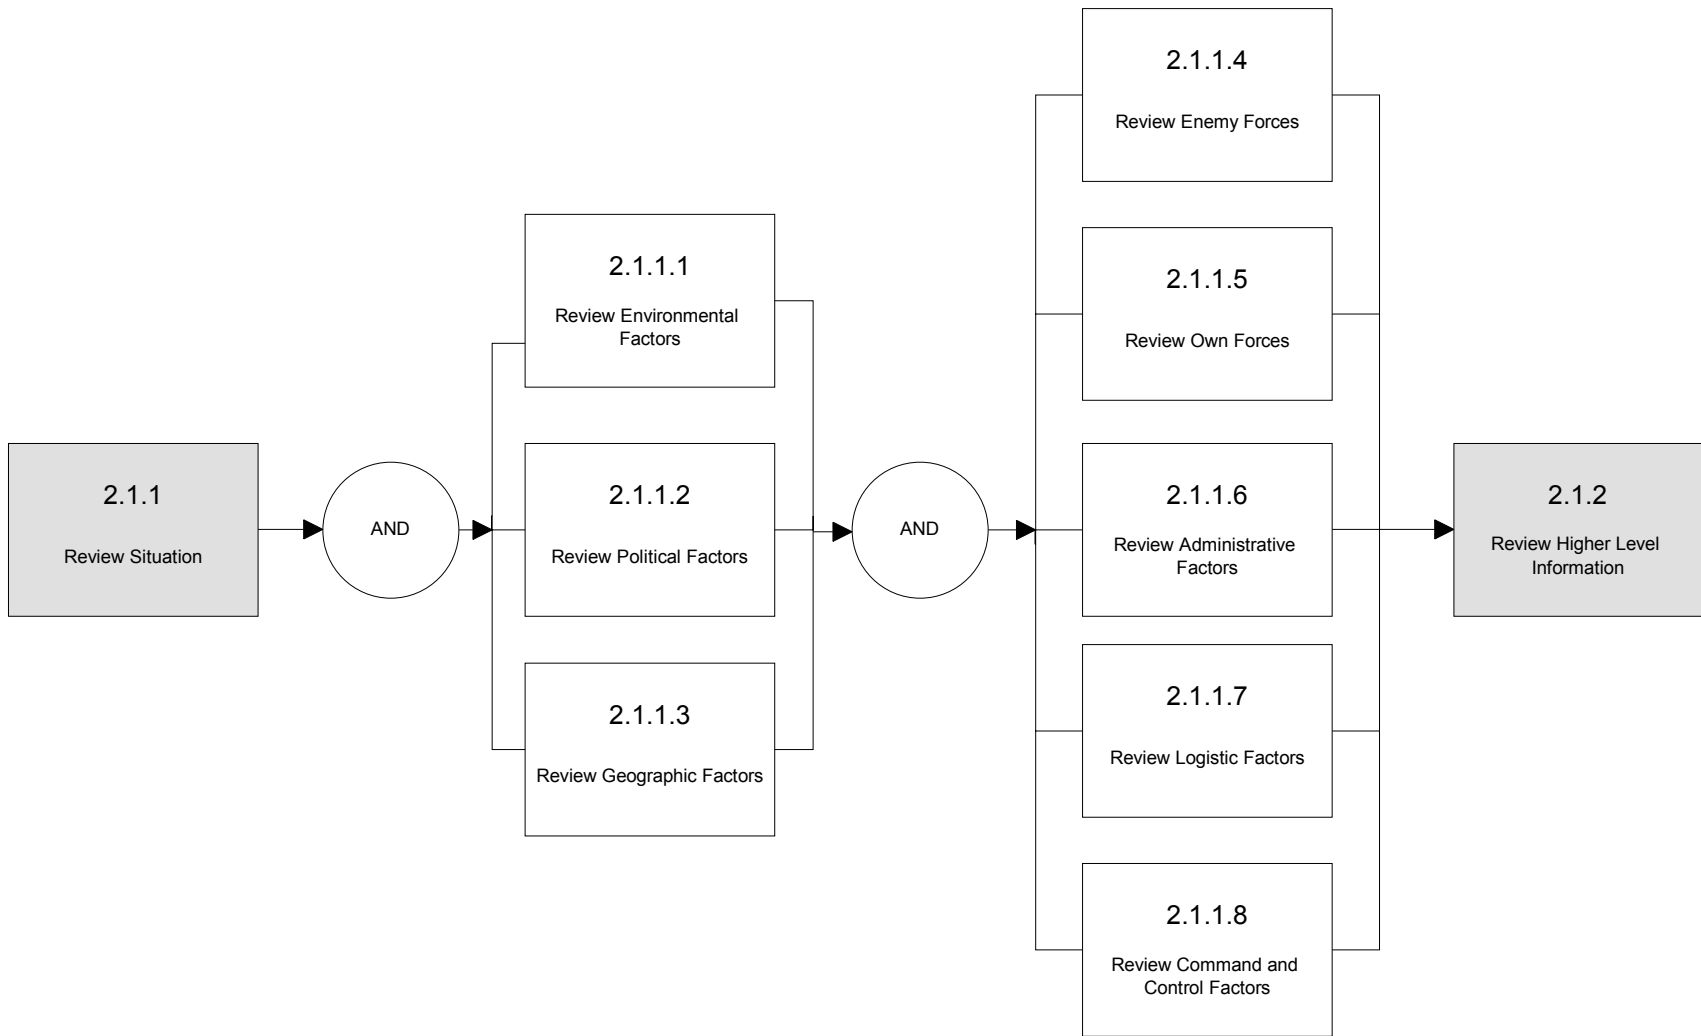 2.1.1
Review Situation
AND
2.1.1.1
Review Environmental
Factors
2.1.1.2
Review Political Factors
2.1.1.3
Review Geographic Factors
AND
2.1.1.4
Review Enemy Forces
2.1.1.5
Review Own Forces
2.1.1.6
Review Administrative
Factors
2.1.1.7
Review Logistic Factors
2.1.1.8
Review Command and
Control Factors
2.1.2
Review Higher Level
Information